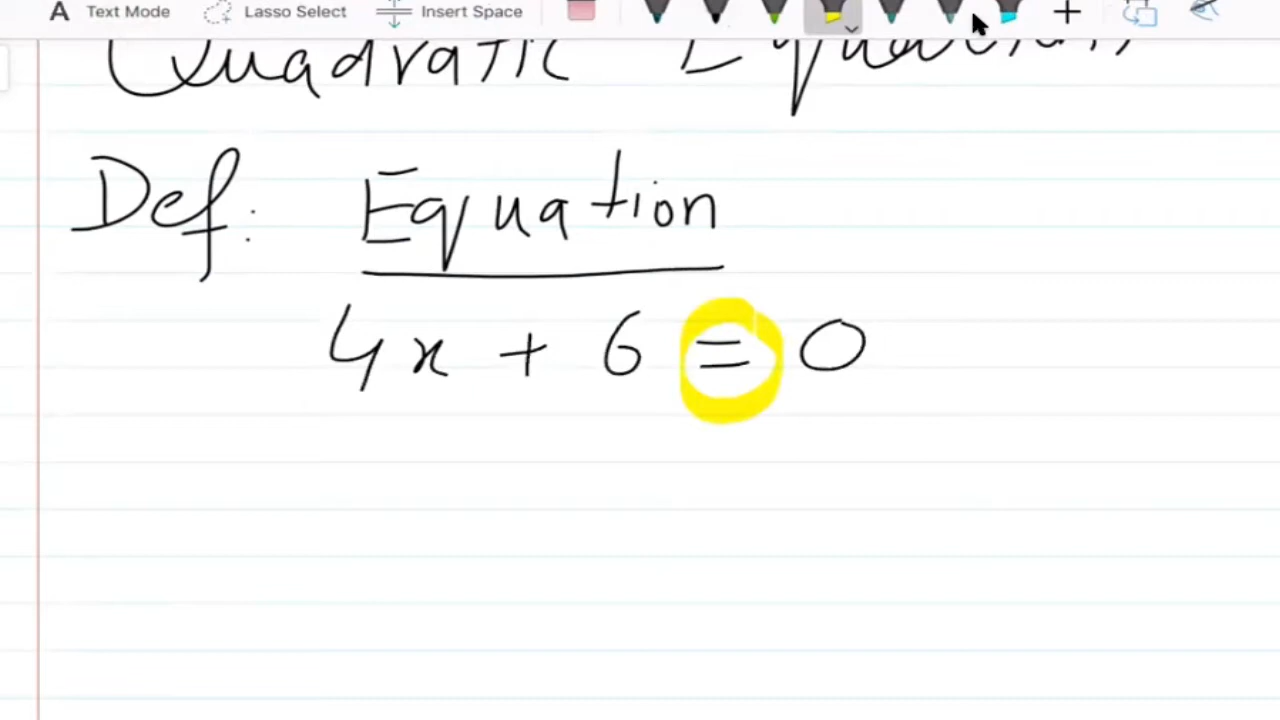 A Text Mode Lasso Select Insert Space
Quadratic Equations
Def: Equation
4x + 6 = 0